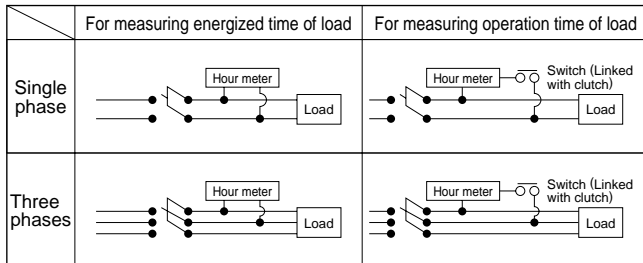 For measuring energized time of load
For measuring operation time of load
Single
phase
Hour meter
Load
Hour meter
Switch (Linked
with clutch)
Load
Three
phases
Hour meter
Load
Hour meter
Switch (Linked
with clutch)
Load